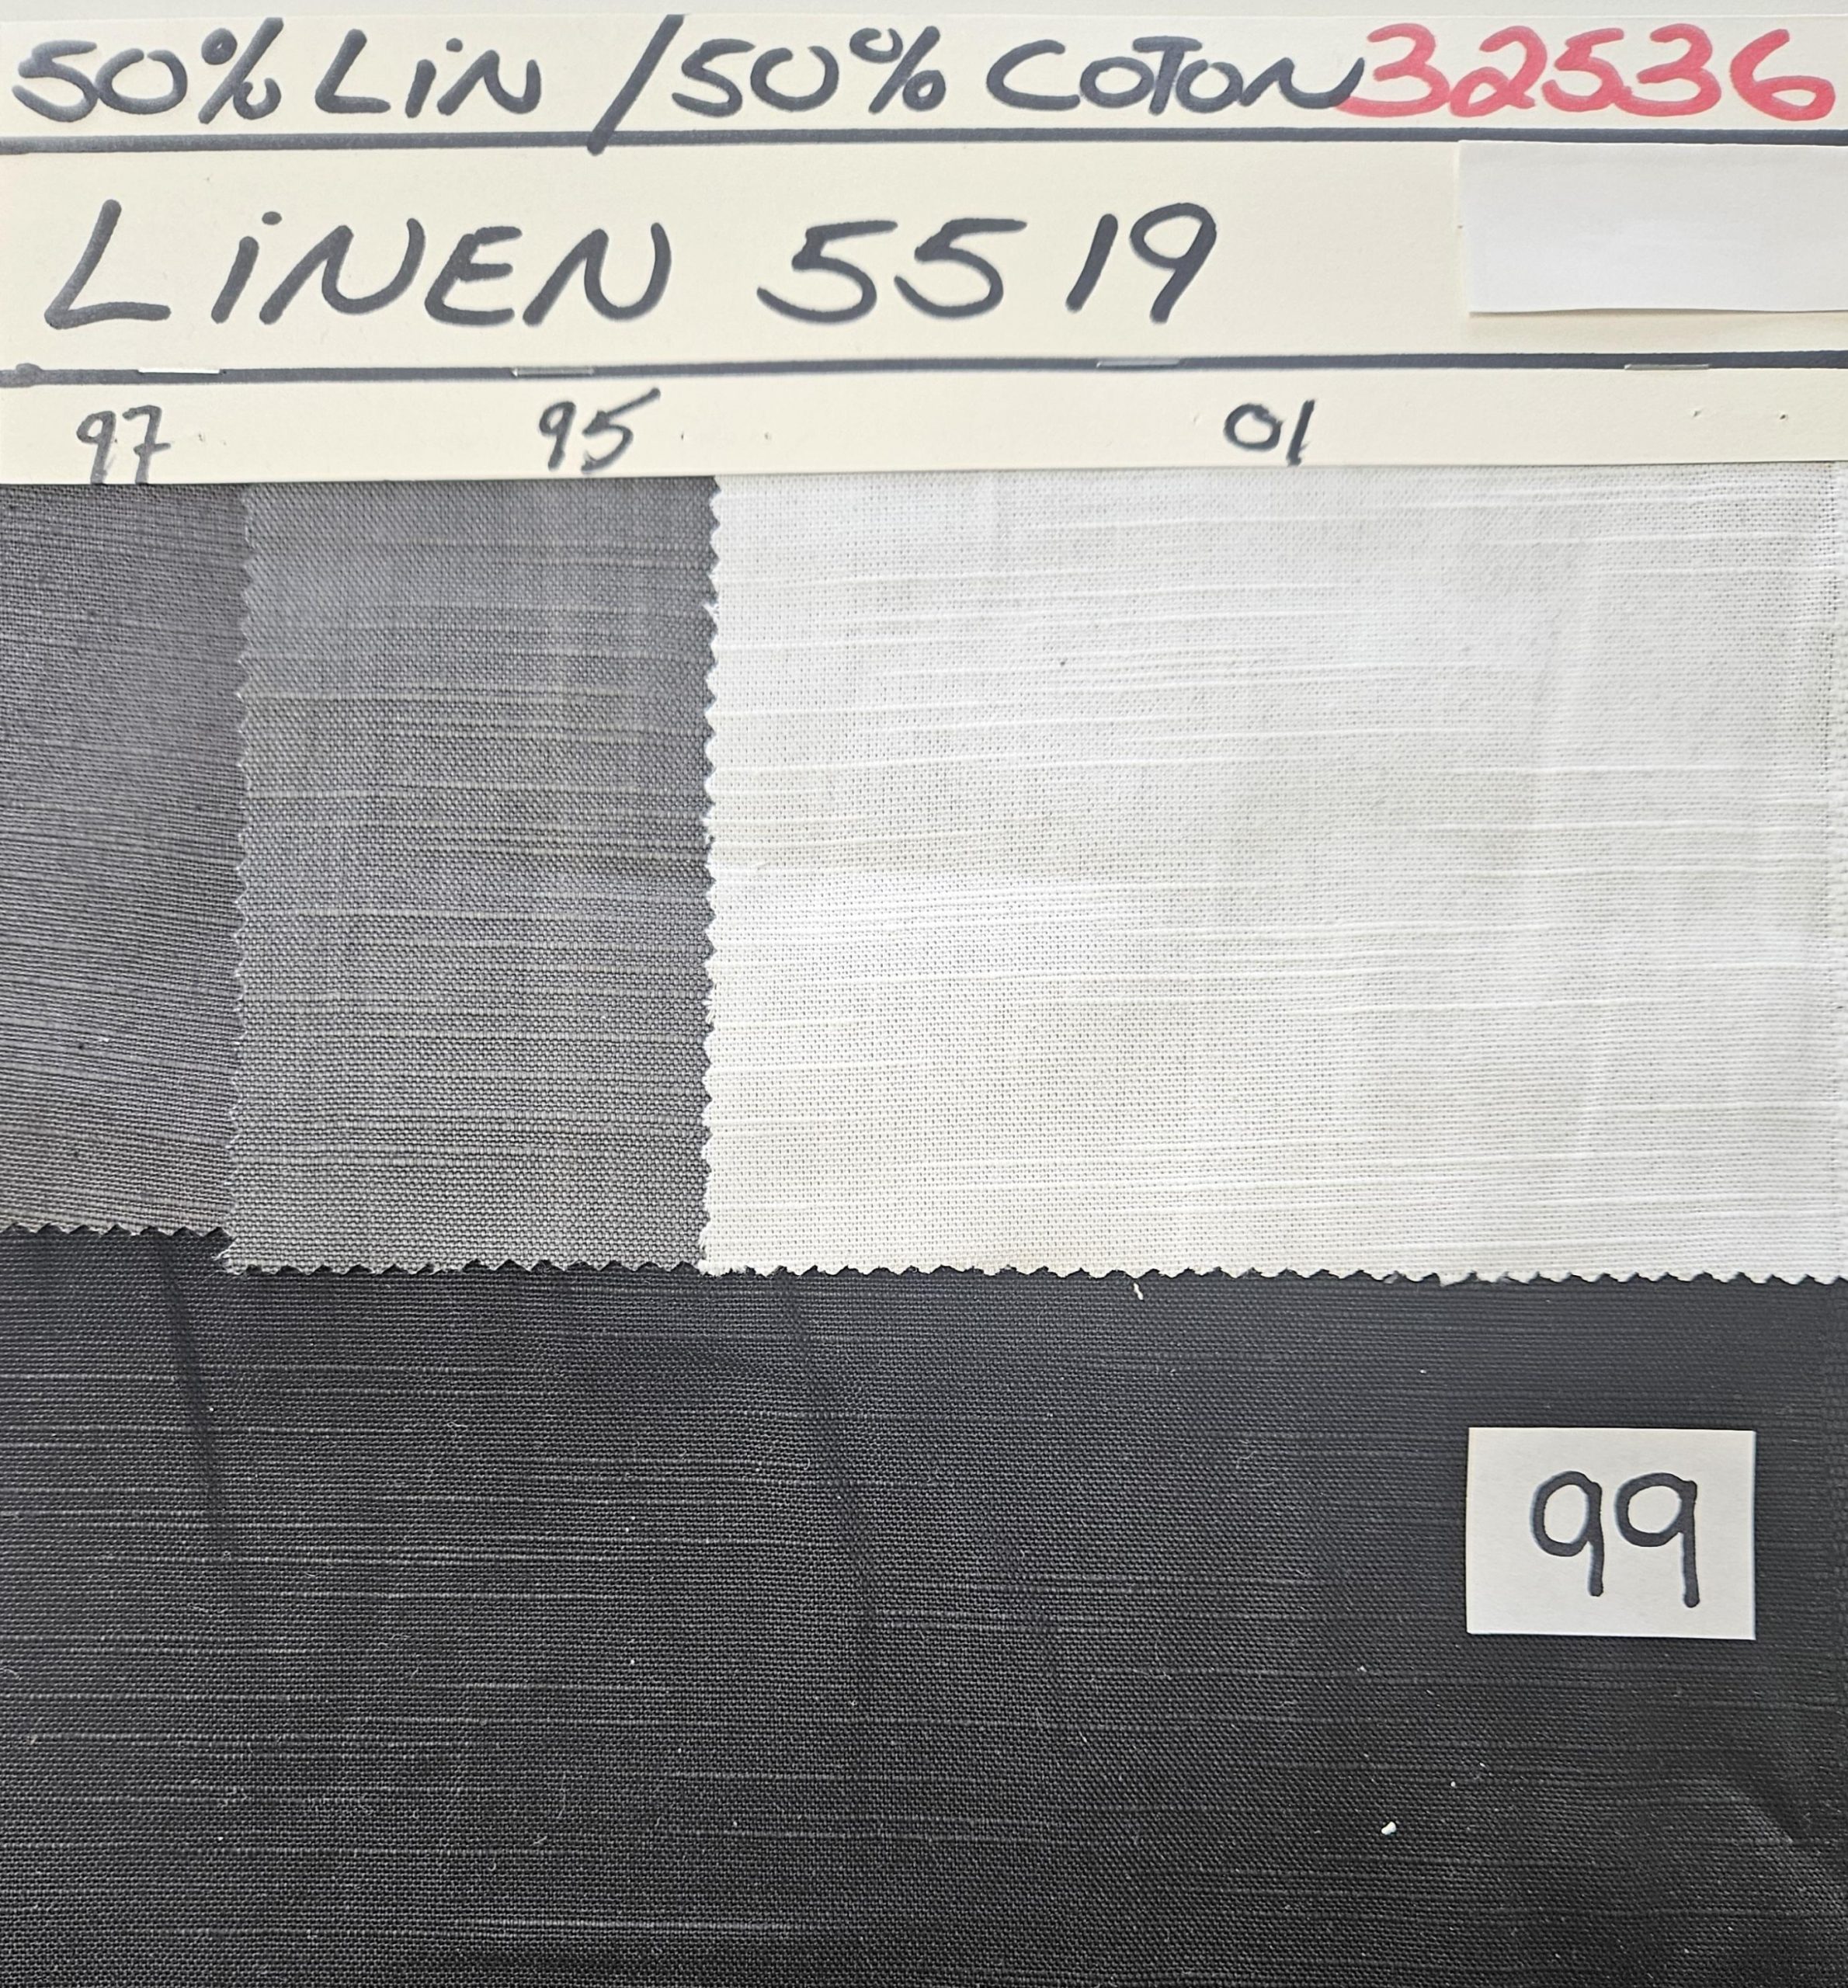 50% LiN / 50% COTON 32536
LiNEN 5519
97 95 01
99